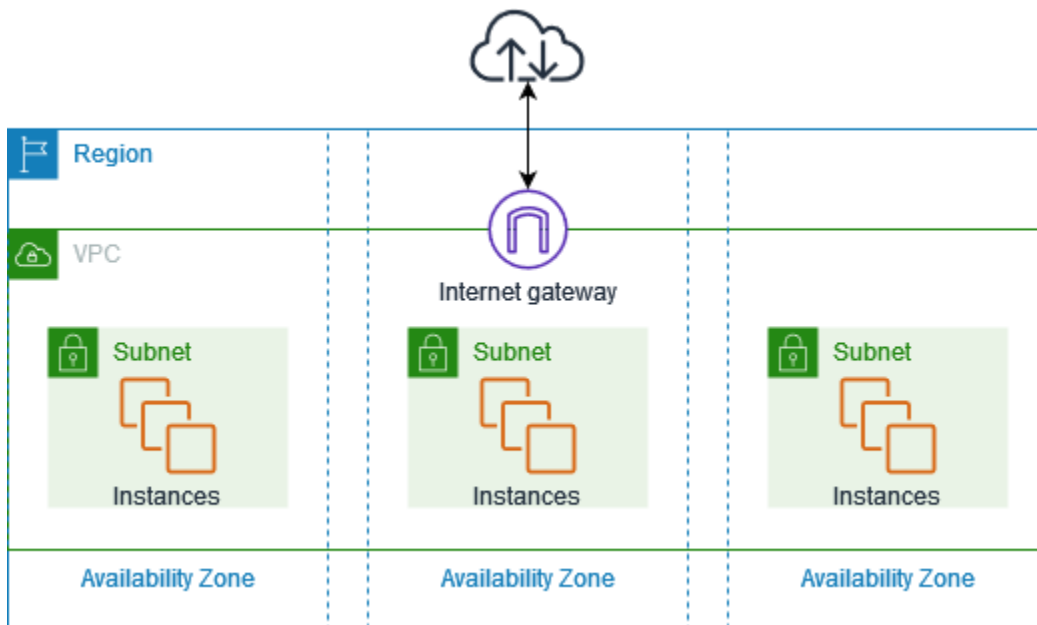 Region
VPC
Internet gateway
Subnet
Subnet
Subnet
Instances
Instances
Instances
Availability Zone
Availability Zone
Availability Zone